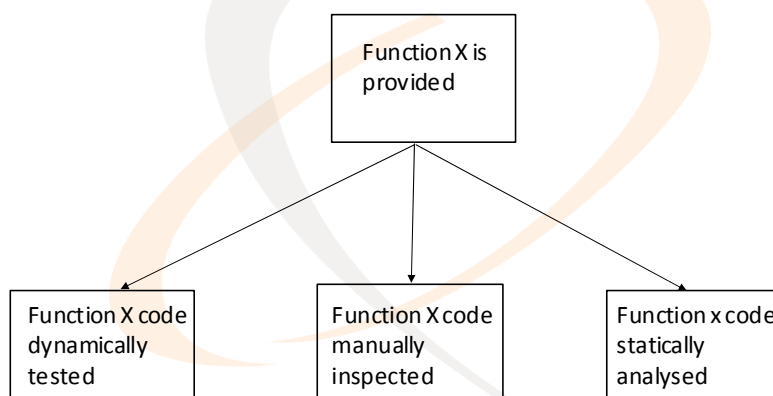 Function X is
provided
Function X code
dynamically
tested
Function X code
manually
inspected
Function x code
statically
analysed